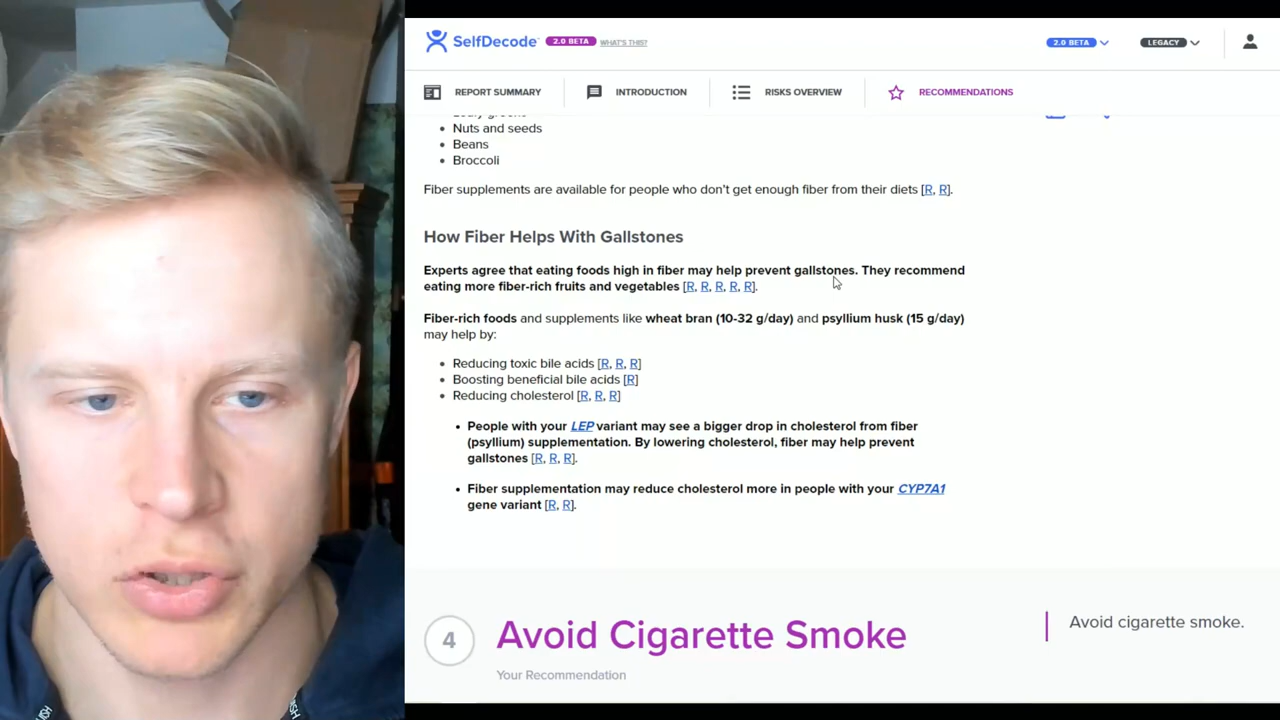 SelfDecode 2.0 BETA WHAT'S THIS? 2.0 BETA LEGACY
REPORT SUMMARY INTRODUCTION RISKS OVERVIEW RECOMMENDATIONS
• Nuts and seeds
• Beans
• Broccoli
Fiber supplements are available for people who don't get enough fiber from their diets [R, R].
How Fiber Helps With Gallstones
Experts agree that eating foods high in fiber may help prevent gallstones. They recommend
eating more fiber-rich fruits and vegetables [R, R, R, R, R].
Fiber-rich foods and supplements like wheat bran (10-32 g/day) and psyllium husk (15 g/day)
may help by:
• Reducing toxic bile acids [R, R, R]
• Boosting beneficial bile acids [R]
• Reducing cholesterol [R, R, R]
• People with your LEP variant may see a bigger drop in cholesterol from fiber
(psyllium) supplementation. By lowering cholesterol, fiber may help prevent
gallstones [R, R, R].
• Fiber supplementation may reduce cholesterol more in people with your CYP7A1
gene variant [R, R].
4 Avoid Cigarette Smoke
Your Recommendation
Avoid cigarette smoke.